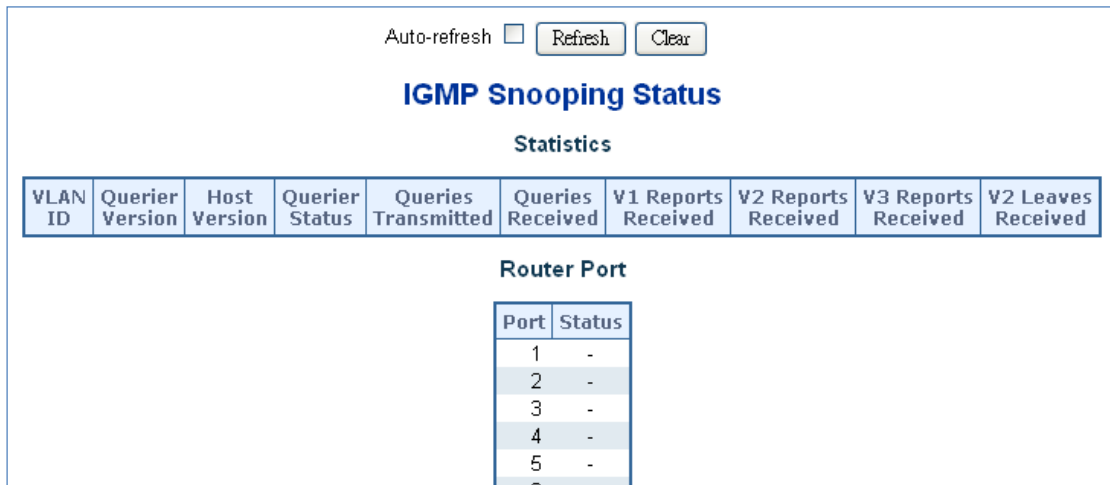 Auto-refresh Refresh Clear
IGMP Snooping Status
Statistics
VLAN ID Querier Version Host Version Querier Status Queries Transmitted Queries Received V1 Reports Received V2 Reports Received V3 Reports Received V2 Leaves Received
Router Port
Port Status
1 -
2 -
3 -
4 -
5 -